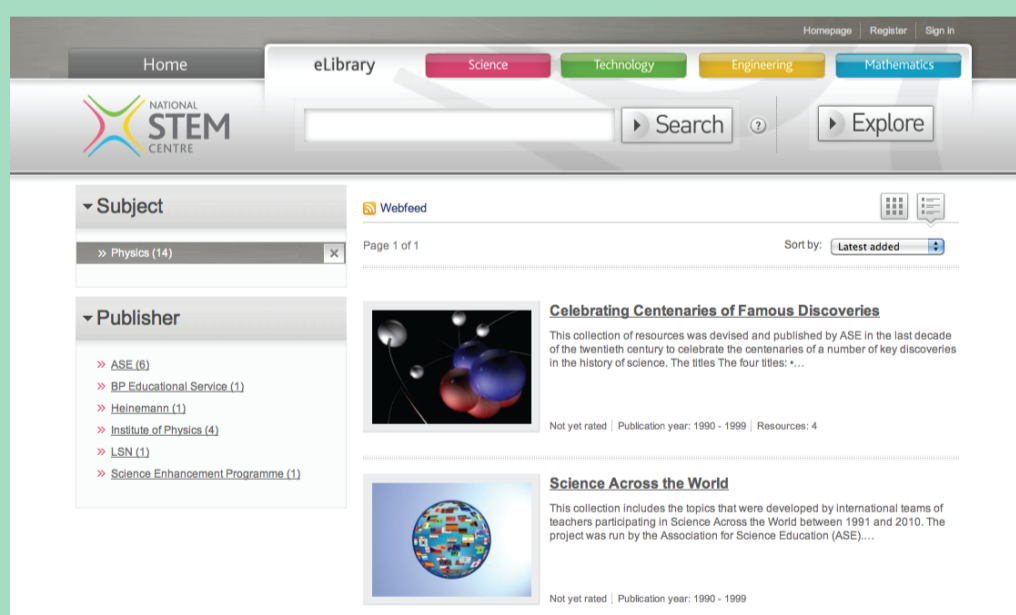 Homepage Register Sign in
Home eLibrary Science Technology Engineering Mathematics
NATIONAL
STEM
CENTRE
Search ? Explore
Subject
» Physics (14) ×
Publisher
» ASE (6)
» BP Educational Service (1)
» Heinemann (1)
» Institute of Physics (4)
» LSN (1)
» Science Enhancement Programme (1)
Webfeed
Page 1 of 1 Sort by: Latest added
Celebrating Centenaries of Famous Discoveries
This collection of resources was devised and published by ASE in the last decade
of the twentieth century to celebrate the centenaries of a number of key discoveries
in the history of science. The titles The four titles: •…
Not yet rated | Publication year: 1990 - 1999 | Resources: 4
Science Across the World
This collection includes the topics that were developed by international teams of
teachers participating in Science Across the World between 1991 and 2010. The
project was run by the Association for Science Education (ASE).…
Not yet rated | Publication year: 1990 - 1999